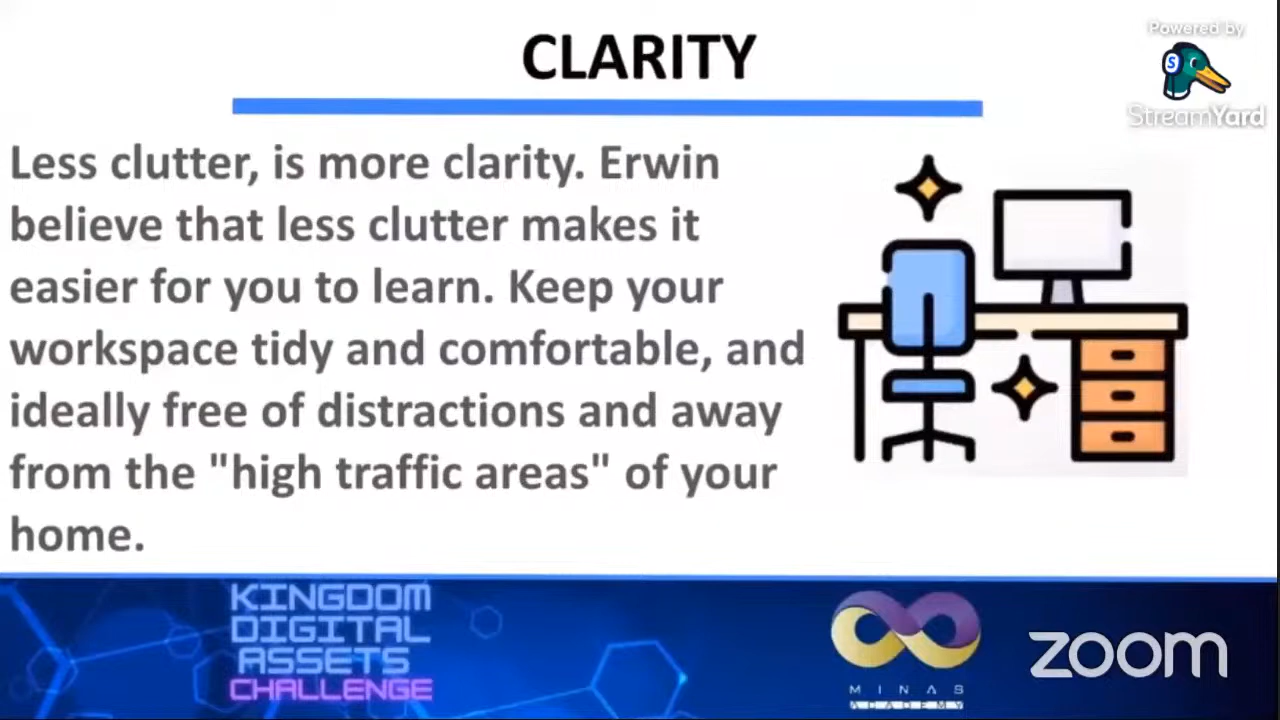 CLARITY
Powered by
S
StreamYard
Less clutter, is more clarity. Erwin
believe that less clutter makes it
easier for you to learn. Keep your
workspace tidy and comfortable, and
ideally free of distractions and away
from the "high traffic areas" of your
home.
KINGDOM
DIGITAL
ASSETS
CHALLENGE
MINAS
ACADEMY
zoom